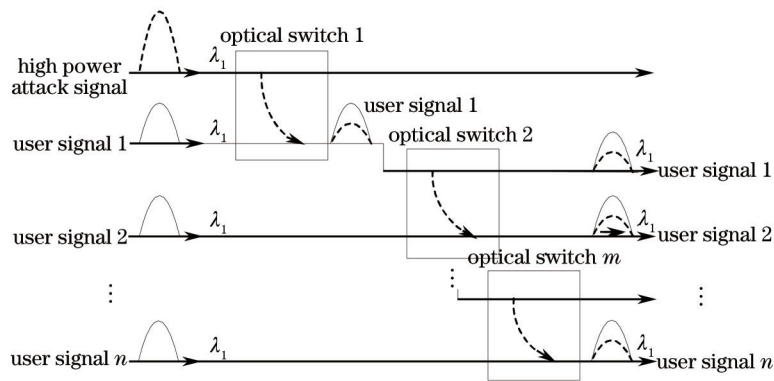 optical switch 1
λ1
high power
attack signal
user signal 1
optical switch 2
λ1
user signal 1
λ1
user signal 1
λ1
user signal 2
λ1
user signal 2
optical switch m
⋮
⋮
⋮
λ1
user signal n
λ1
user signal n